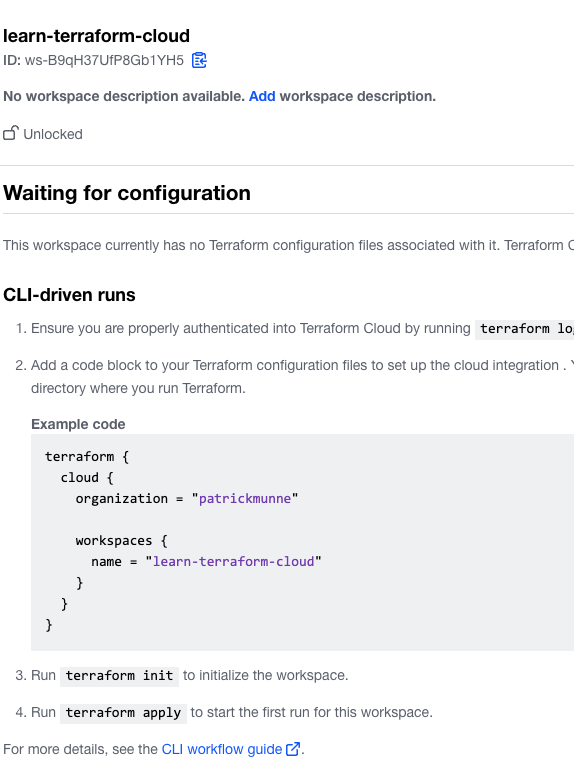 learn-terraform-cloud
ID: ws-B9qH37UfP8Gb1YH5
No workspace description available. Add workspace description.
Unlocked
Waiting for configuration
This workspace currently has no Terraform configuration files associated with it. Terraform C
CLI-driven runs
1. Ensure you are properly authenticated into Terraform Cloud by running terraform lo
2. Add a code block to your Terraform configuration files to set up the cloud integration . Y
directory where you run Terraform.
Example code
terraform {
  cloud {
    organization = "patrickmunne"

    workspaces {
      name = "learn-terraform-cloud"
    }
  }
}
3. Run terraform init to initialize the workspace.
4. Run terraform apply to start the first run for this workspace.
For more details, see the CLI workflow guide.